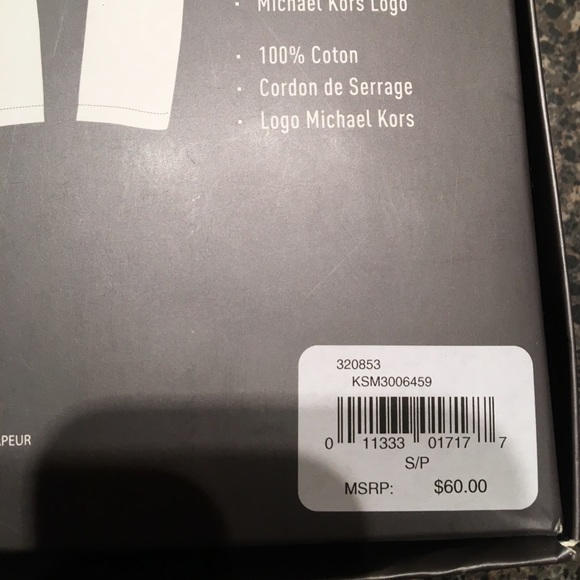 Michael Kors Logo
• 100% Coton
• Cordon de Serrage
• Logo Michael Kors
320853
KSM3006459
0 11333 01717 7
S/P
MSRP: $60.00